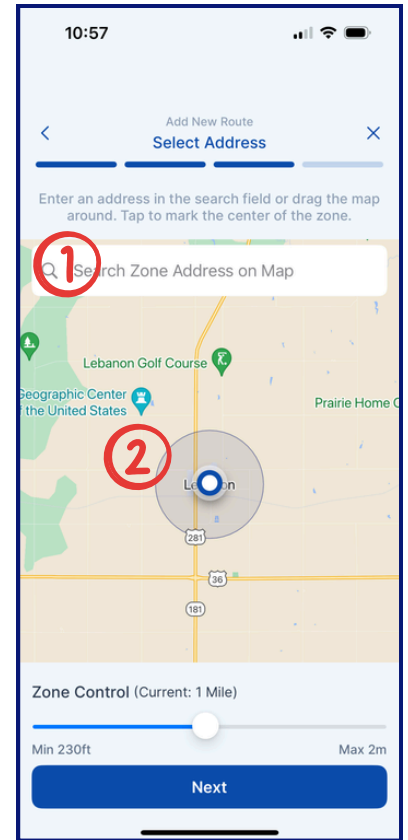 10:57
Add New Route
Select Address
Enter an address in the search field or drag the map
around. Tap to mark the center of the zone.
1
Search Zone Address on Map
Lebanon Golf Course
Geographic Center
the United States
Prairie Home C
2
Le on
281
36
181
Zone Control (Current: 1 Mile)
Min 230ft
Max 2m
Next